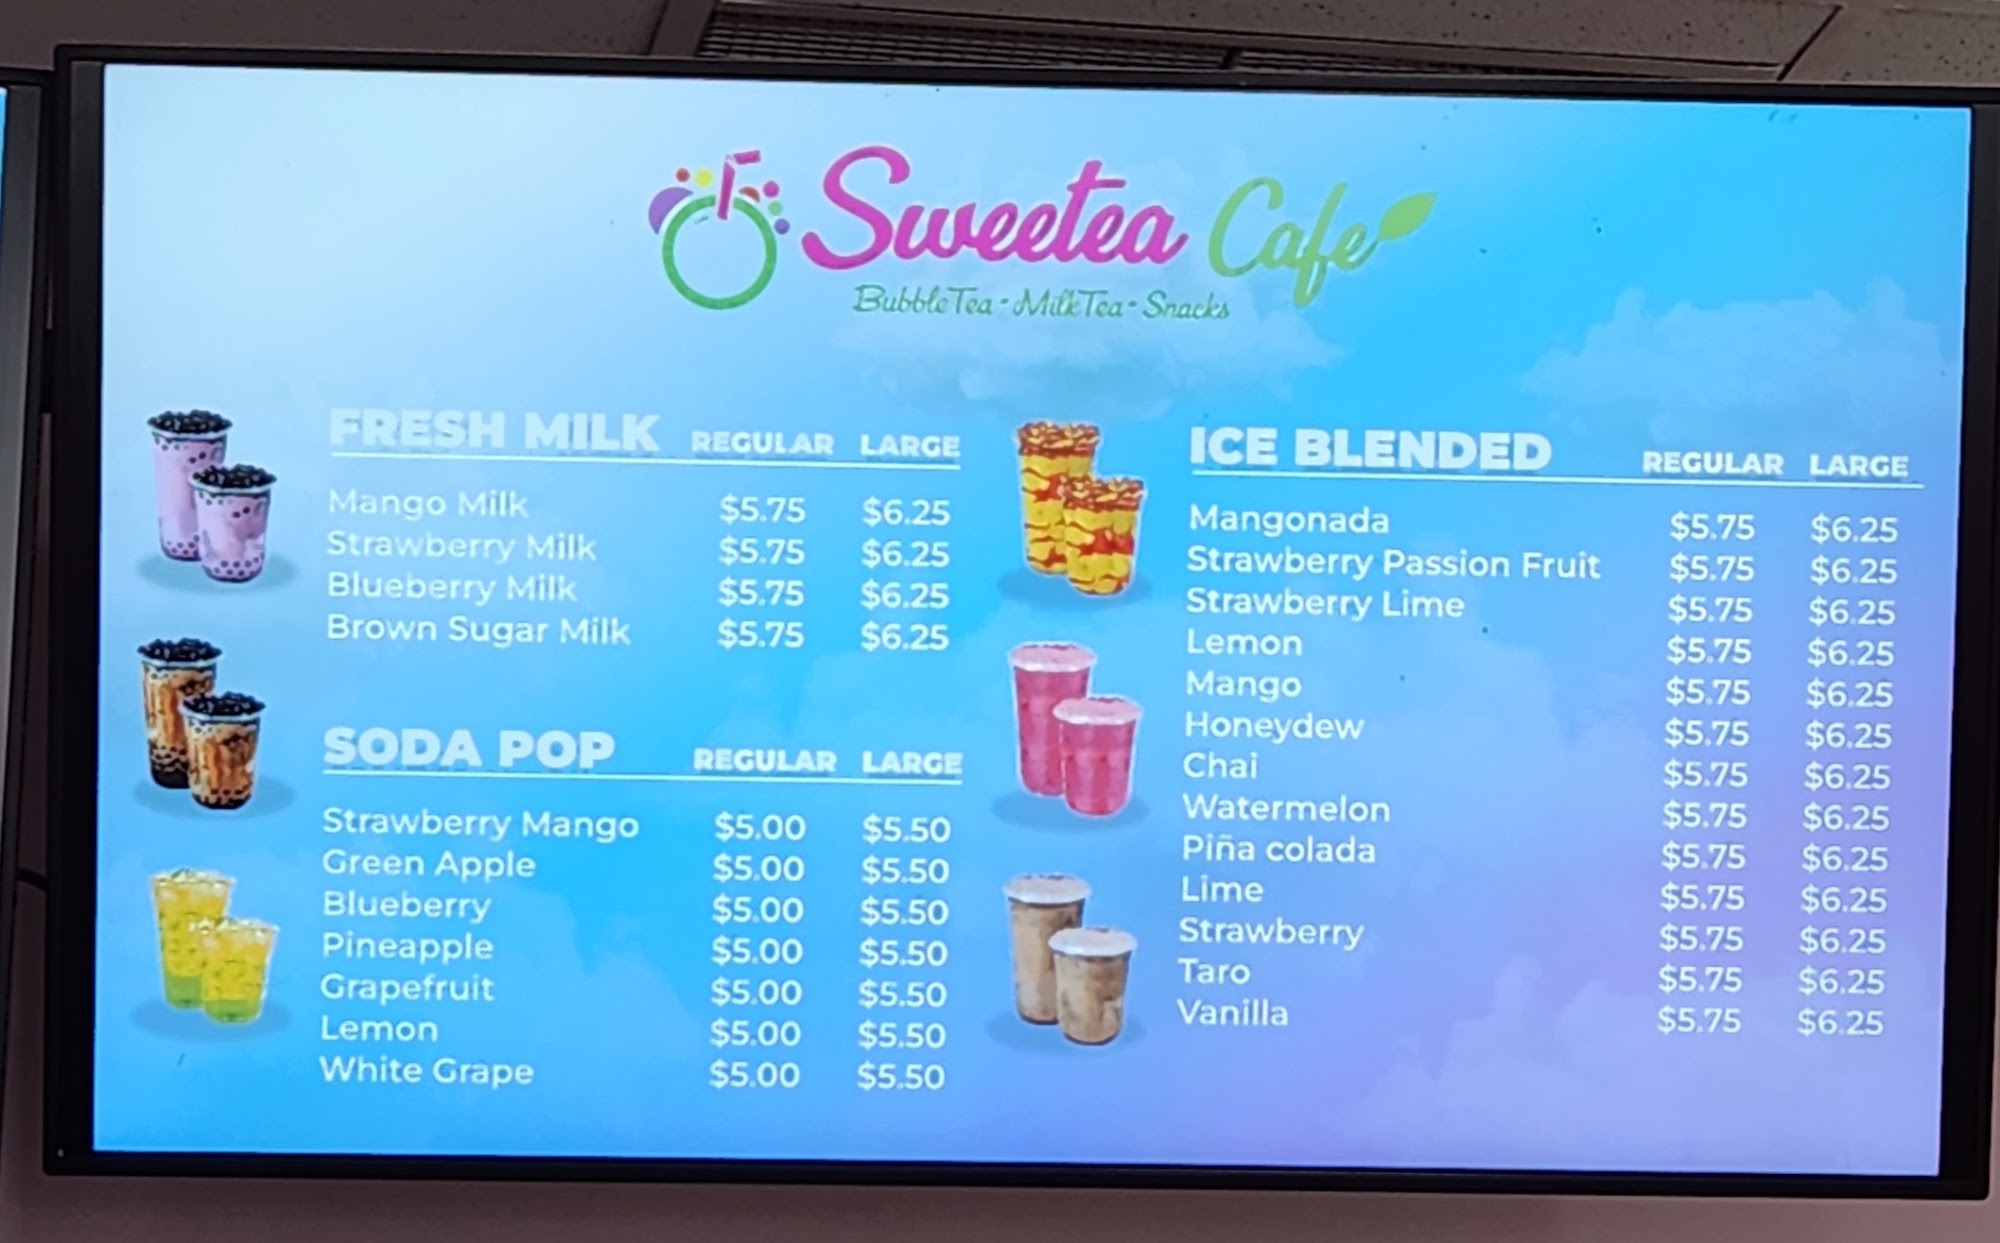 Sweetea Cafe
Bubble Tea - Milk Tea - Snacks
FRESH MILK REGULAR LARGE
Mango Milk $5.75 $6.25
Strawberry Milk $5.75 $6.25
Blueberry Milk $5.75 $6.25
Brown Sugar Milk $5.75 $6.25
SODA POP REGULAR LARGE
Strawberry Mango $5.00 $5.50
Green Apple $5.00 $5.50
Blueberry $5.00 $5.50
Pineapple $5.00 $5.50
Grapefruit $5.00 $5.50
Lemon $5.00 $5.50
White Grape $5.00 $5.50
ICE BLENDED REGULAR LARGE
Mangonada $5.75 $6.25
Strawberry Passion Fruit $5.75 $6.25
Strawberry Lime $5.75 $6.25
Lemon $5.75 $6.25
Mango $5.75 $6.25
Honeydew $5.75 $6.25
Chai $5.75 $6.25
Watermelon $5.75 $6.25
Piña colada $5.75 $6.25
Lime $5.75 $6.25
Strawberry $5.75 $6.25
Taro $5.75 $6.25
Vanilla $5.75 $6.25